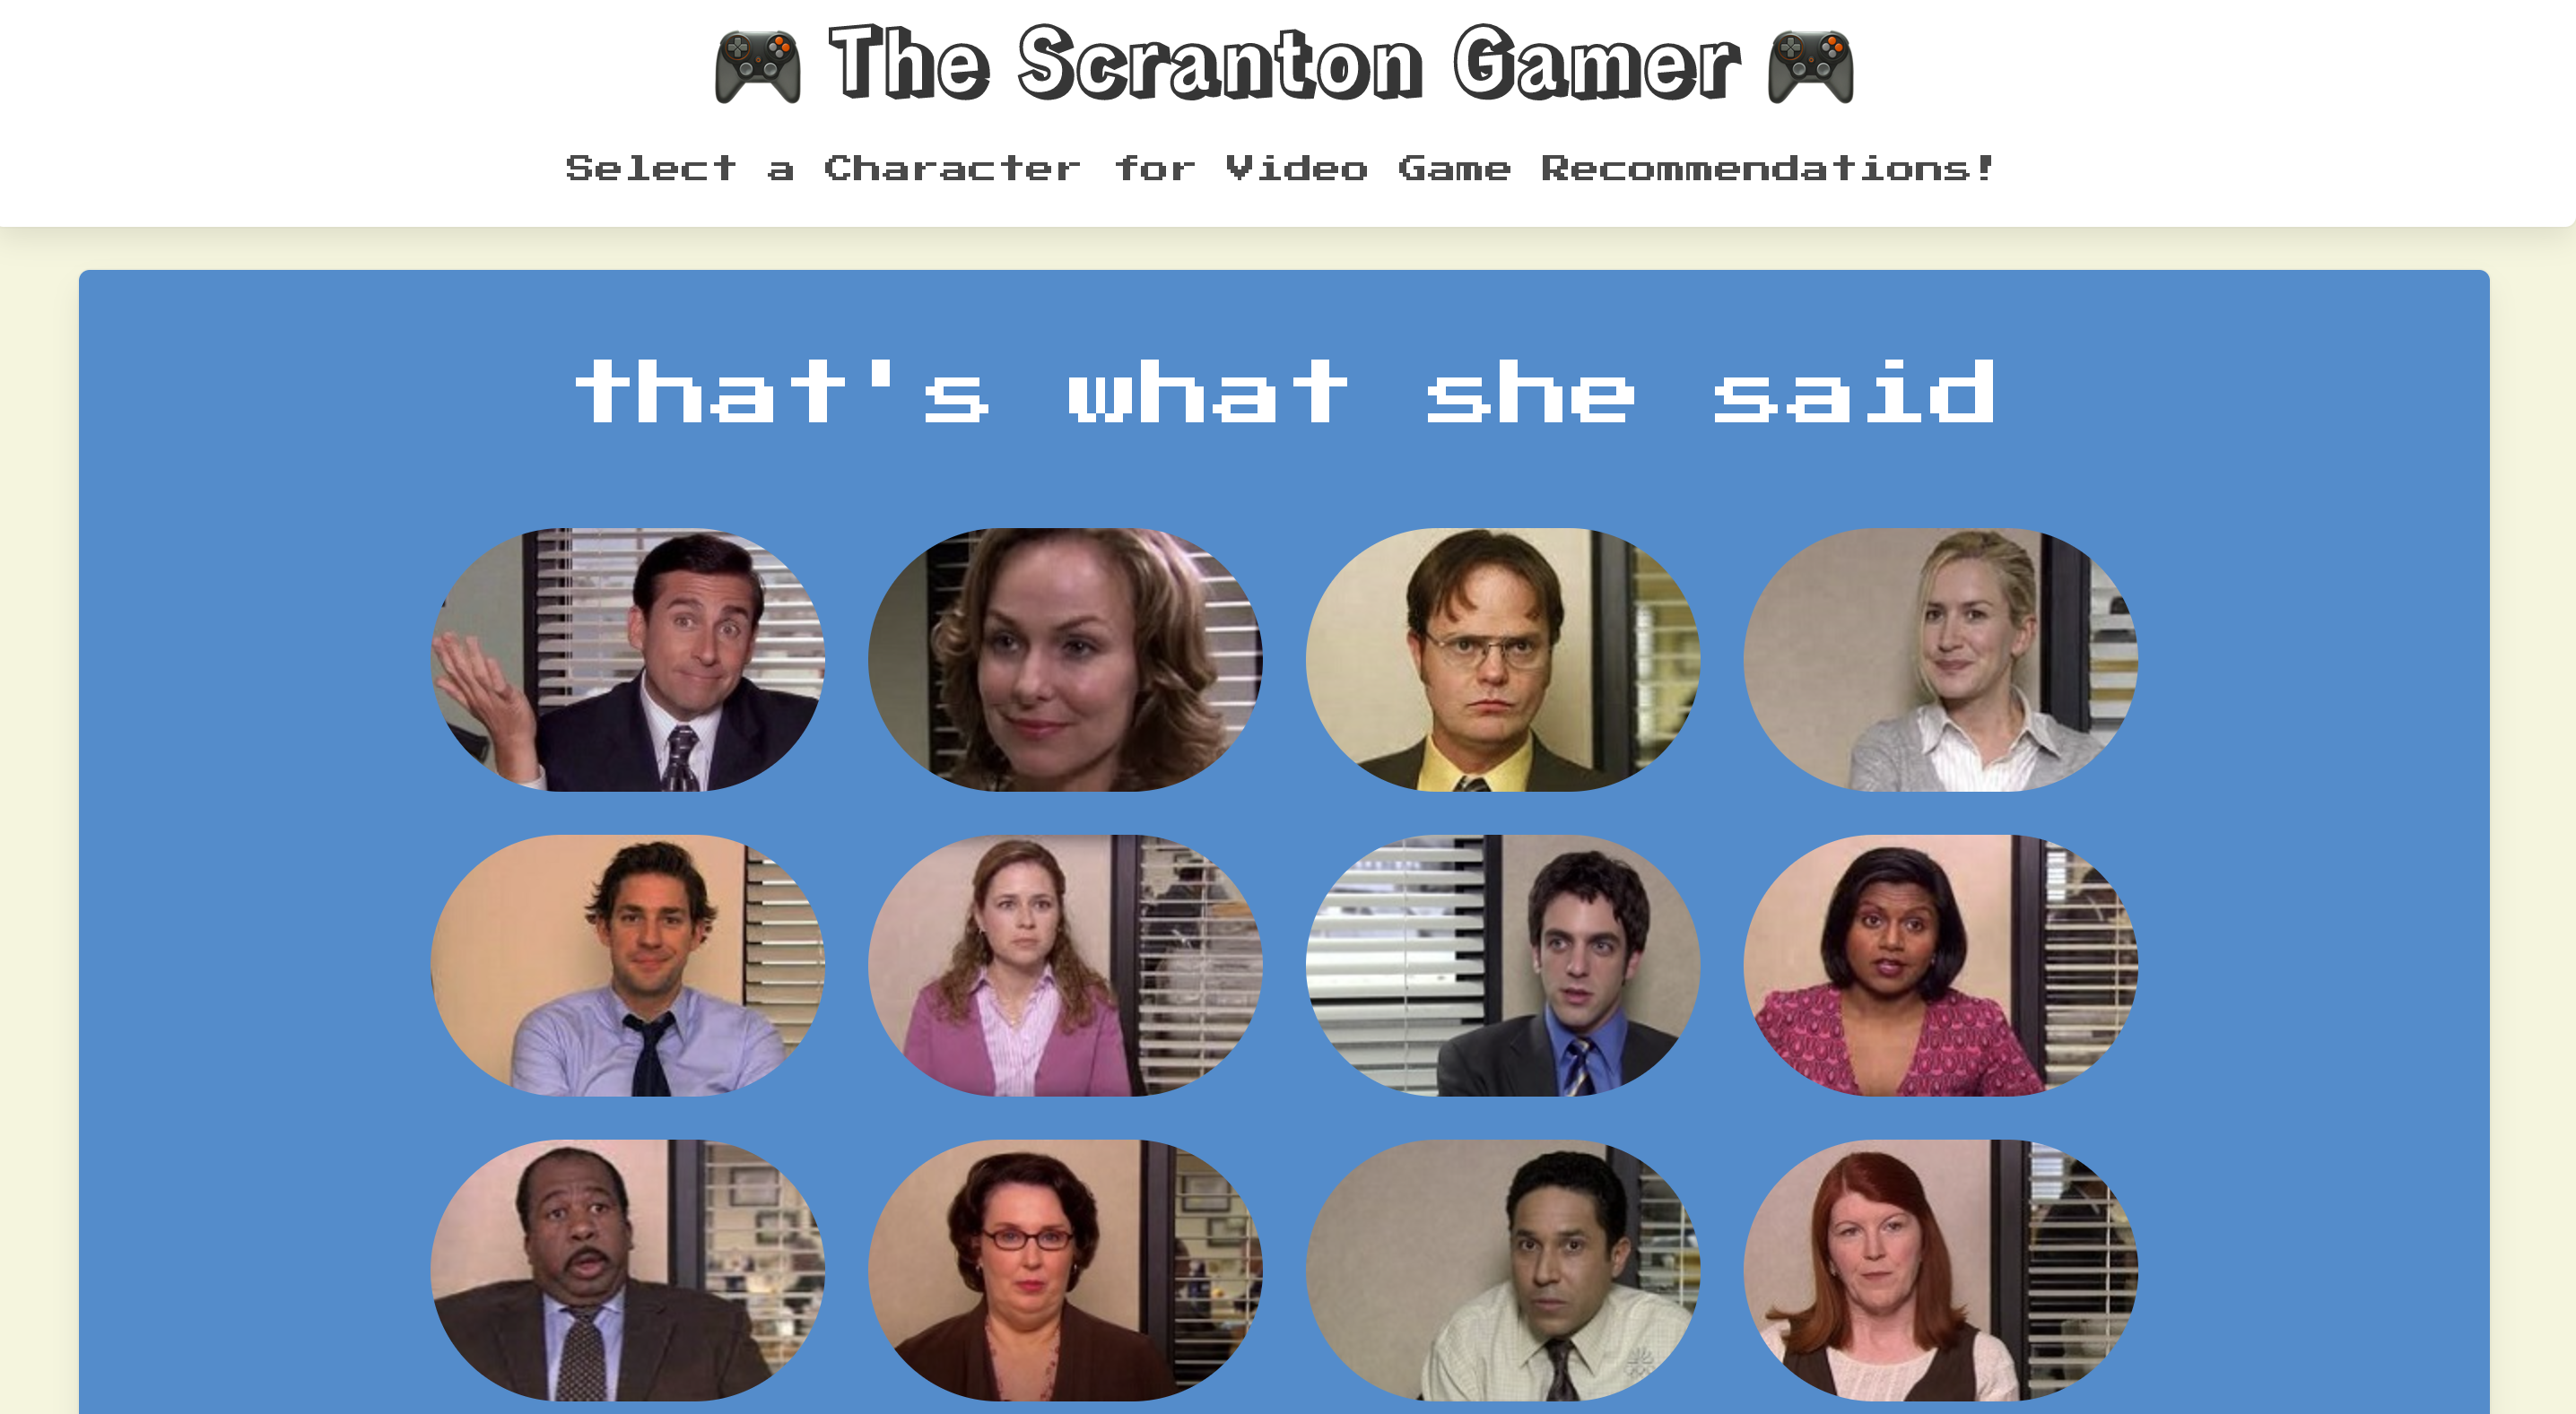 🎮 The Scranton Gamer 🎮
Select a Character for Video Game Recommendations!
that's what she said